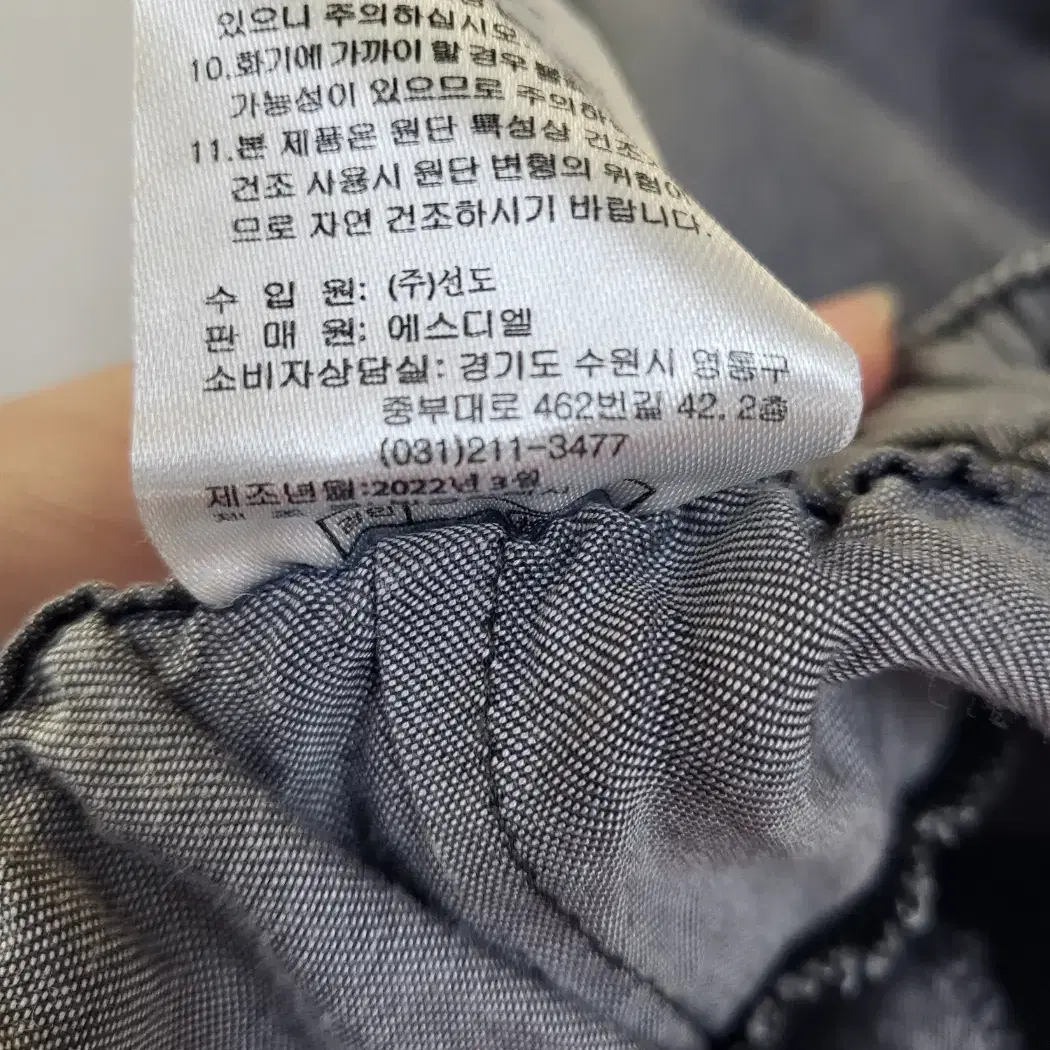 있으니 주의하십시오.
10.화기에 가까이 할 경우
가능성이 있으므로 주의하
11.본 제품은 원단 특성상 건조
건조 사용시 원단 변형의 위험이
므로 자연 건조하시기 바랍니다.
수 입 원: (주)선도
판 매 원: 에스디엘
소비자상담실: 경기도 수원시 영통구
중부대로 462번길 42, 2층
(031)211-3477
제조년월:2022년 3월